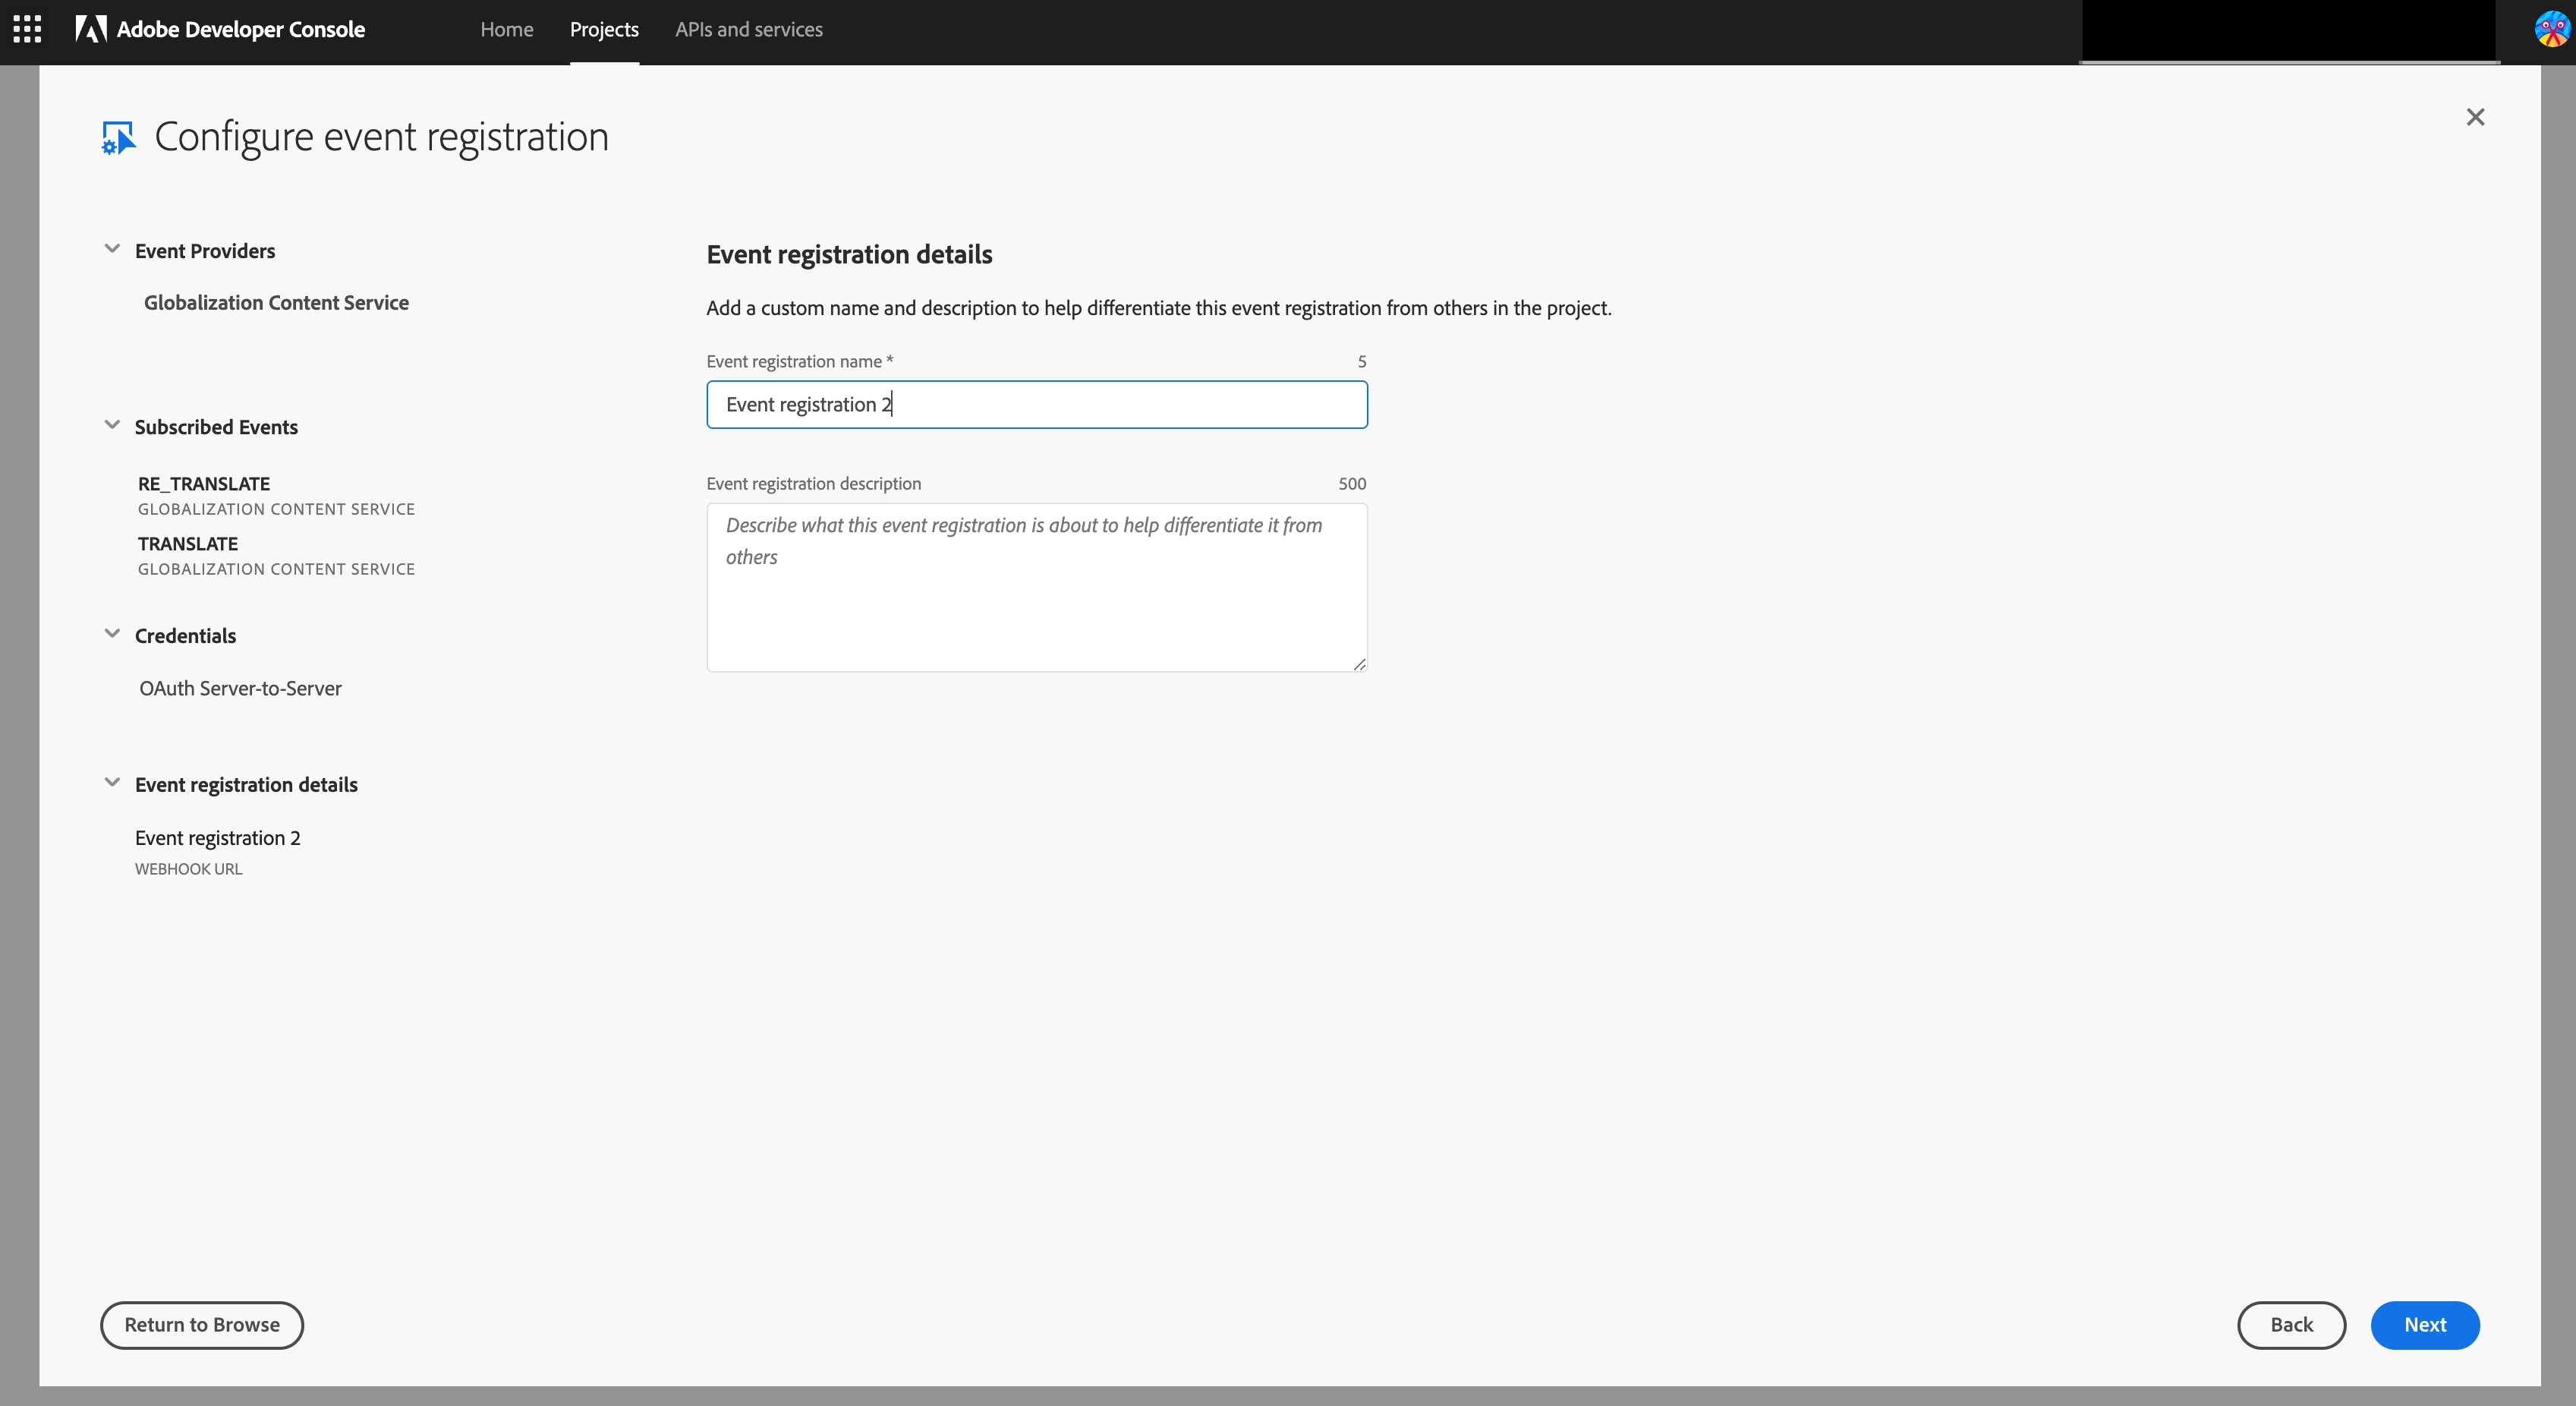 Adobe Developer Console
Home
Projects
APIs and services
Configure event registration
Event Providers
Globalization Content Service
Subscribed Events
RE_TRANSLATE
GLOBALIZATION CONTENT SERVICE
TRANSLATE
GLOBALIZATION CONTENT SERVICE
Credentials
OAuth Server-to-Server
Event registration details
Event registration 2
WEBHOOK URL
Event registration details
Add a custom name and description to help differentiate this event registration from others in the project.
Event registration name * 5
Event registration 2
Event registration description 500
Describe what this event registration is about to help differentiate it from
others
Return to Browse
Back
Next